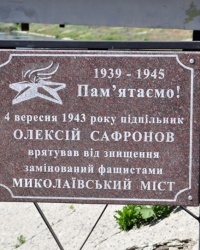 1939 - 1945
Пам'ятаємо!
4 вересня 1943 року підпільник
ОЛЕКСІЙ САФРОНОВ
врятував від знищення
замінований фашистами
МИКОЛАЇВСЬКИЙ МІСТ